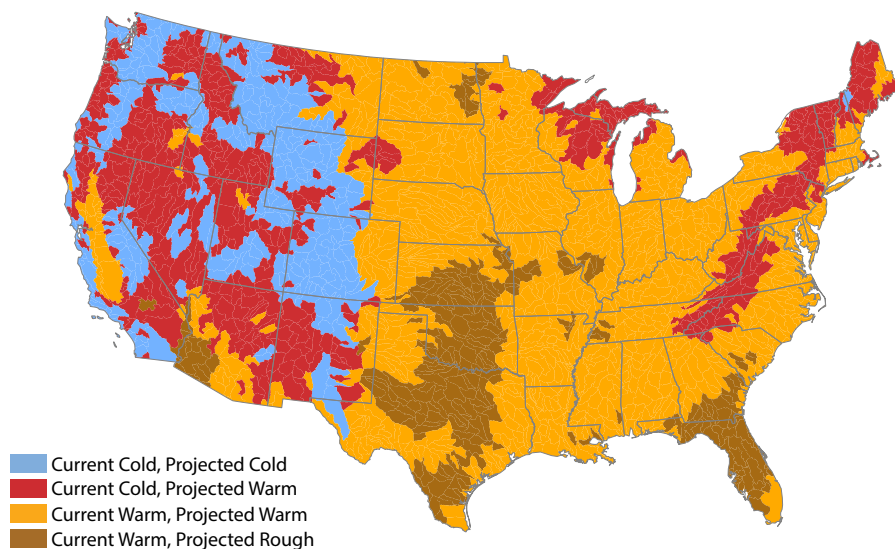 Current Cold, Projected Cold
Current Cold, Projected Warm
Current Warm, Projected Warm
Current Warm, Projected Rough